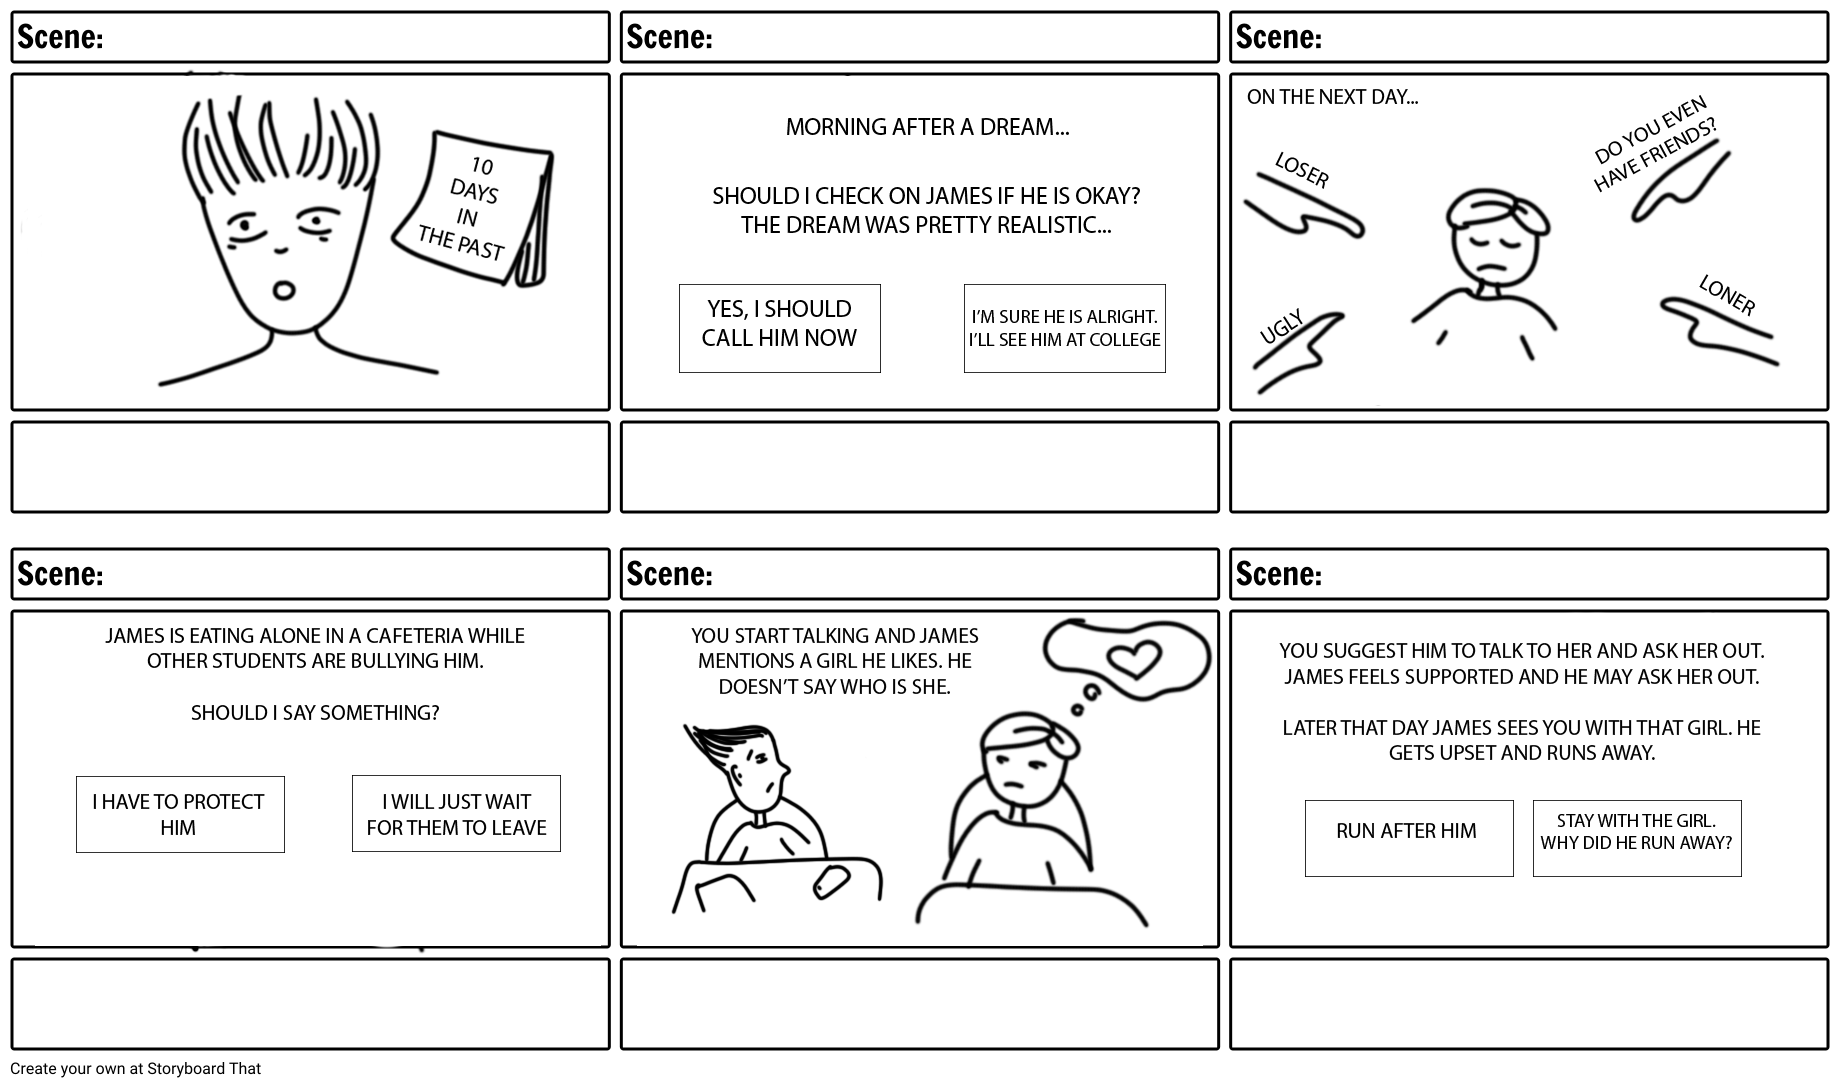 Scene:
10
DAYS
IN
THE PAST
Scene:
MORNING AFTER A DREAM...
SHOULD I CHECK ON JAMES IF HE IS OKAY?
THE DREAM WAS PRETTY REALISTIC...
YES, I SHOULD
CALL HIM NOW
I'M SURE HE IS ALRIGHT.
I'LL SEE HIM AT COLLEGE
Scene:
ON THE NEXT DAY...
LOSER
DO YOU EVEN
HAVE FRIENDS?
UGLY
LONER
Scene:
JAMES IS EATING ALONE IN A CAFETERIA WHILE
OTHER STUDENTS ARE BULLYING HIM.
SHOULD I SAY SOMETHING?
I HAVE TO PROTECT
HIM
I WILL JUST WAIT
FOR THEM TO LEAVE
Scene:
YOU START TALKING AND JAMES
MENTIONS A GIRL HE LIKES. HE
DOESN'T SAY WHO IS SHE.
Scene:
YOU SUGGEST HIM TO TALK TO HER AND ASK HER OUT.
JAMES FEELS SUPPORTED AND HE MAY ASK HER OUT.
LATER THAT DAY JAMES SEES YOU WITH THAT GIRL. HE
GETS UPSET AND RUNS AWAY.
RUN AFTER HIM
STAY WITH THE GIRL.
WHY DID HE RUN AWAY?
Create your own at Storyboard That